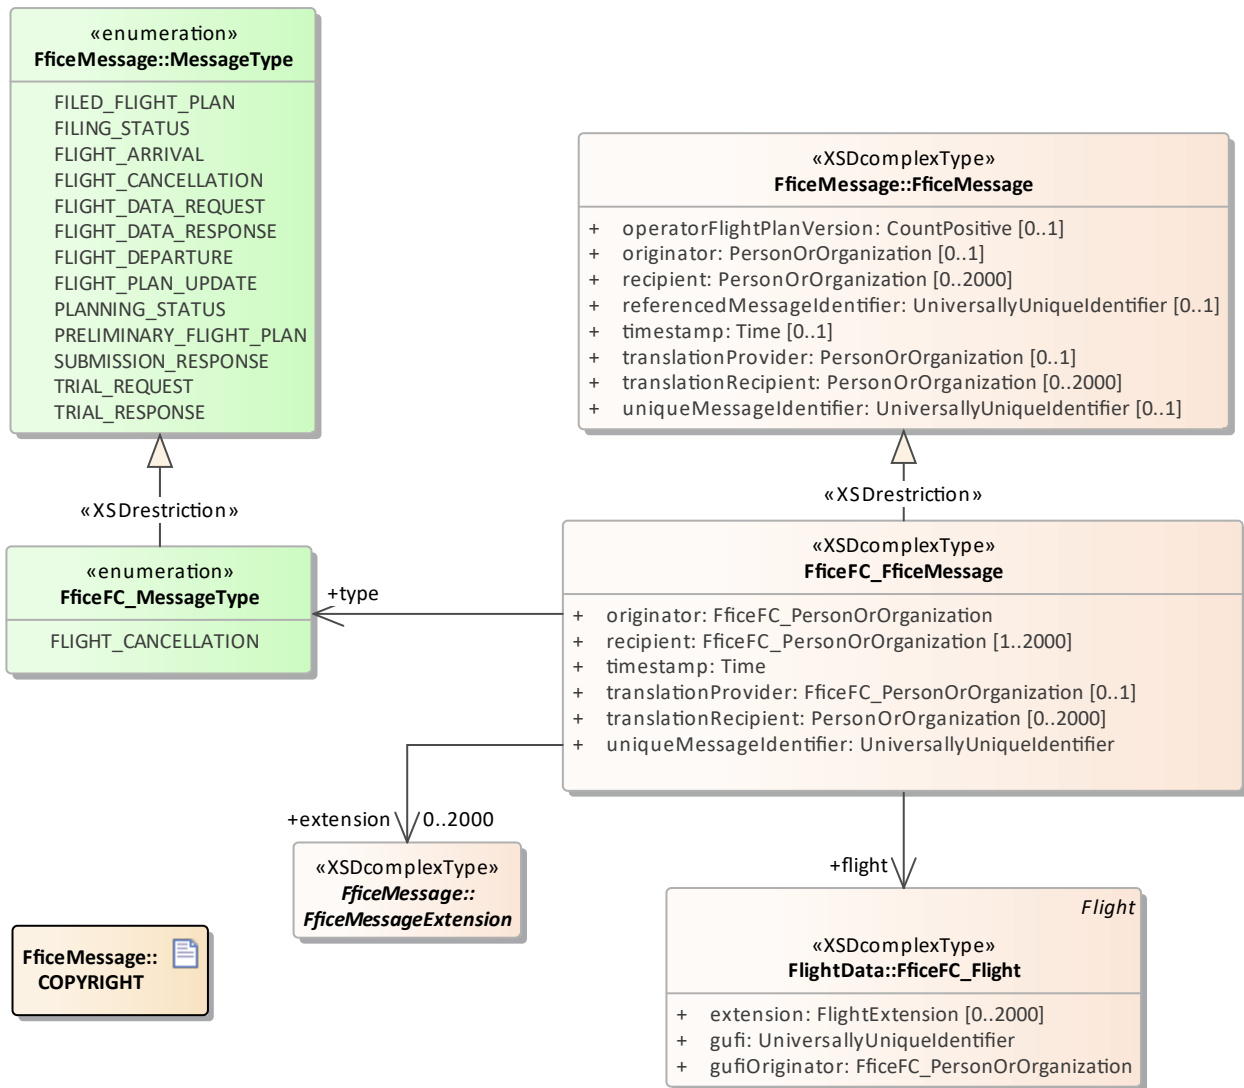 «enumeration»
FficeMessage::MessageType
FILED_FLIGHT_PLAN
FILING_STATUS
FLIGHT_ARRIVAL
FLIGHT_CANCELLATION
FLIGHT_DATA_REQUEST
FLIGHT_DATA_RESPONSE
FLIGHT_DEPARTURE
FLIGHT_PLAN_UPDATE
PLANNING_STATUS
PRELIMINARY_FLIGHT_PLAN
SUBMISSION_RESPONSE
TRIAL_REQUEST
TRIAL_RESPONSE
«XSDcomplexType»
FficeMessage::FficeMessage
+ operatorFlightPlanVersion: CountPositive [0..1]
+ originator: PersonOrOrganization [0..1]
+ recipient: PersonOrOrganization [0..2000]
+ referencedMessageIdentifier: UniversallyUniqueIdentifier [0..1]
+ timestamp: Time [0..1]
+ translationProvider: PersonOrOrganization [0..1]
+ translationRecipient: PersonOrOrganization [0..2000]
+ uniqueMessageIdentifier: UniversallyUniqueIdentifier [0..1]
«XSDrestriction»
«XSDrestriction»
«enumeration»
FficeFC_MessageType
FLIGHT_CANCELLATION
+type
«XSDcomplexType»
FficeFC_FficeMessage
+ originator: FficeFC_PersonOrOrganization
+ recipient: FficeFC_PersonOrOrganization [1..2000]
+ timestamp: Time
+ translationProvider: FficeFC_PersonOrOrganization [0..1]
+ translationRecipient: PersonOrOrganization [0..2000]
+ uniqueMessageIdentifier: UniversallyUniqueIdentifier
+extension 0..2000
«XSDcomplexType»
FficeMessage::
FficeMessageExtension
+flight
Flight
«XSDcomplexType»
FlightData::FficeFC_Flight
+ extension: FlightExtension [0..2000]
+ gufi: UniversallyUniqueIdentifier
+ gufiOriginator: FficeFC_PersonOrOrganization
FficeMessage::
COPYRIGHT